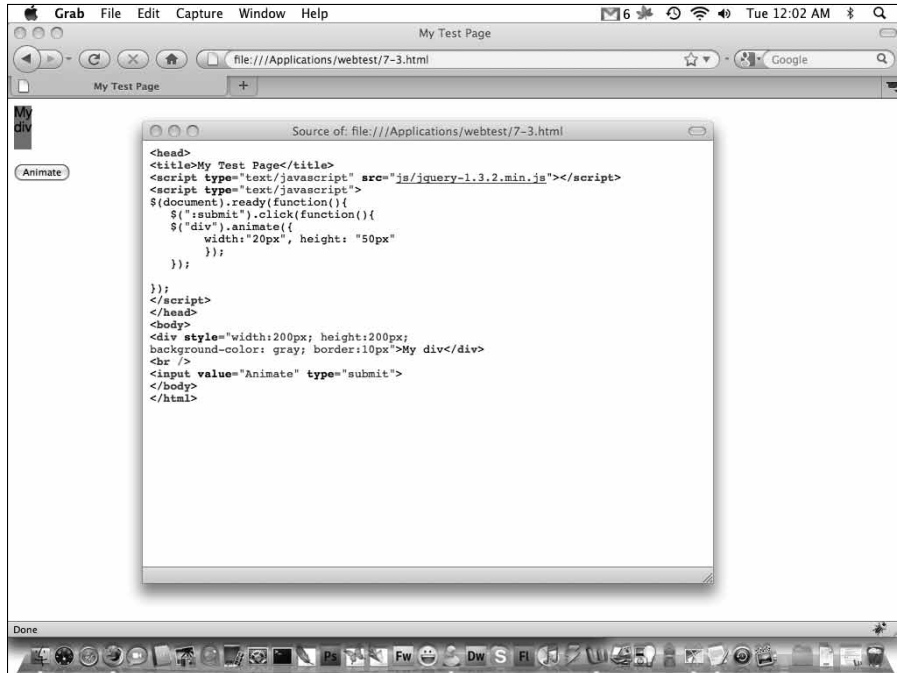 Grab File Edit Capture Window Help 6 Tue 12:02 AM
My Test Page
file:///Applications/webtest/7-3.html Google
My Test Page +
My
div
Animate
Source of: file:///Applications/webtest/7-3.html
<head>
<title>My Test Page</title>
<script type="text/javascript" src="js/jquery-1.3.2.min.js"></script>
<script type="text/javascript">
$(document).ready(function(){
$(":submit").click(function(){
$("div").animate({
width:"20px", height: "50px"
});
});
});
</script>
</head>
<body>
<div style="width:200px; height:200px;
background-color: gray; border:10px">My div</div>
<br />
<input value="Animate" type="submit">
</body>
</html>
Done
Ps Fw Dw S Fl